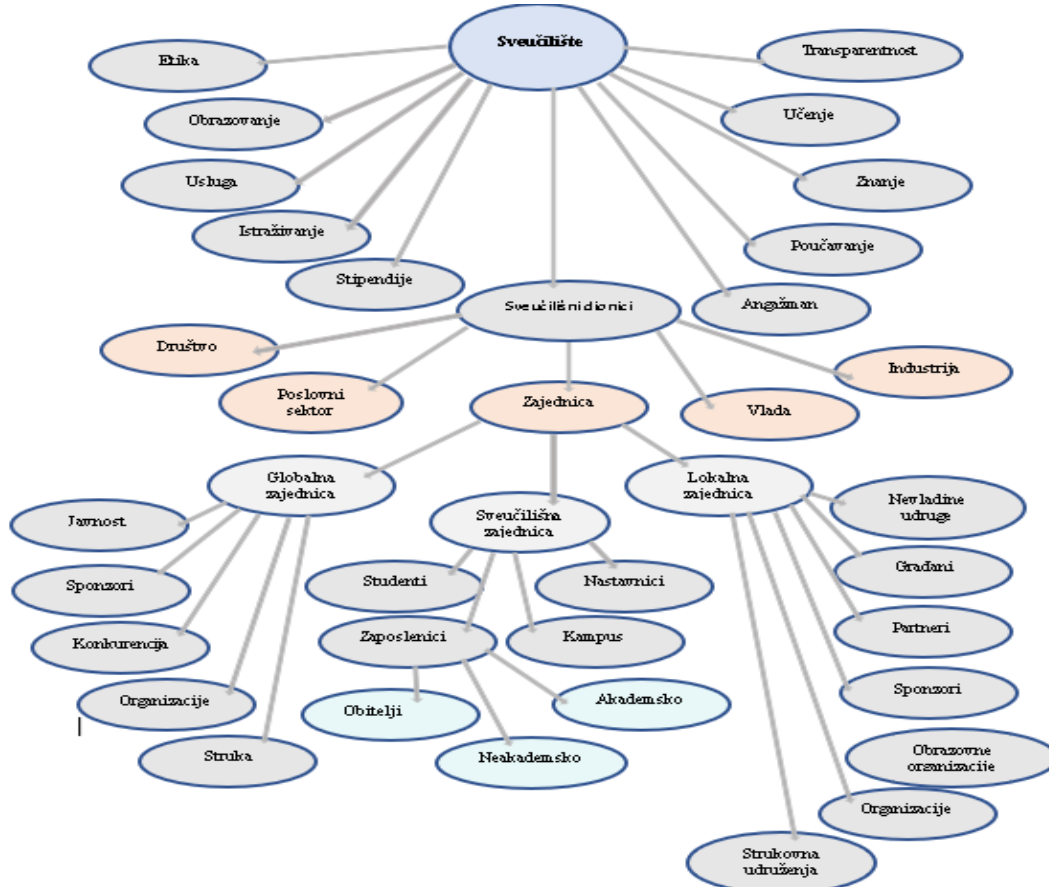 Sveučilište
Etika
Transparentnost
Obrazovanje
Učenje
Usluga
Znanje
Istraživanje
Poučavanje
Stipendije
Angažman
Sveučilišni dionici
Društvo
Industrija
Poslovni
sektor
Zajednica
Vlada
Globalna
zajednica
Lokalna
zajednica
Sveučilišna
zajednica
Javnost
Nevladine
udruge
Sponzori
Studenti
Nastavnici
Građani
Konkurencija
Zaposlenici
Kampus
Partneri
Organizacije
Obitelji
Akademsko
Sponzori
Struka
Neakademsko
Obrazovne
organizacije
Organizacije
Strukovna
udruženja